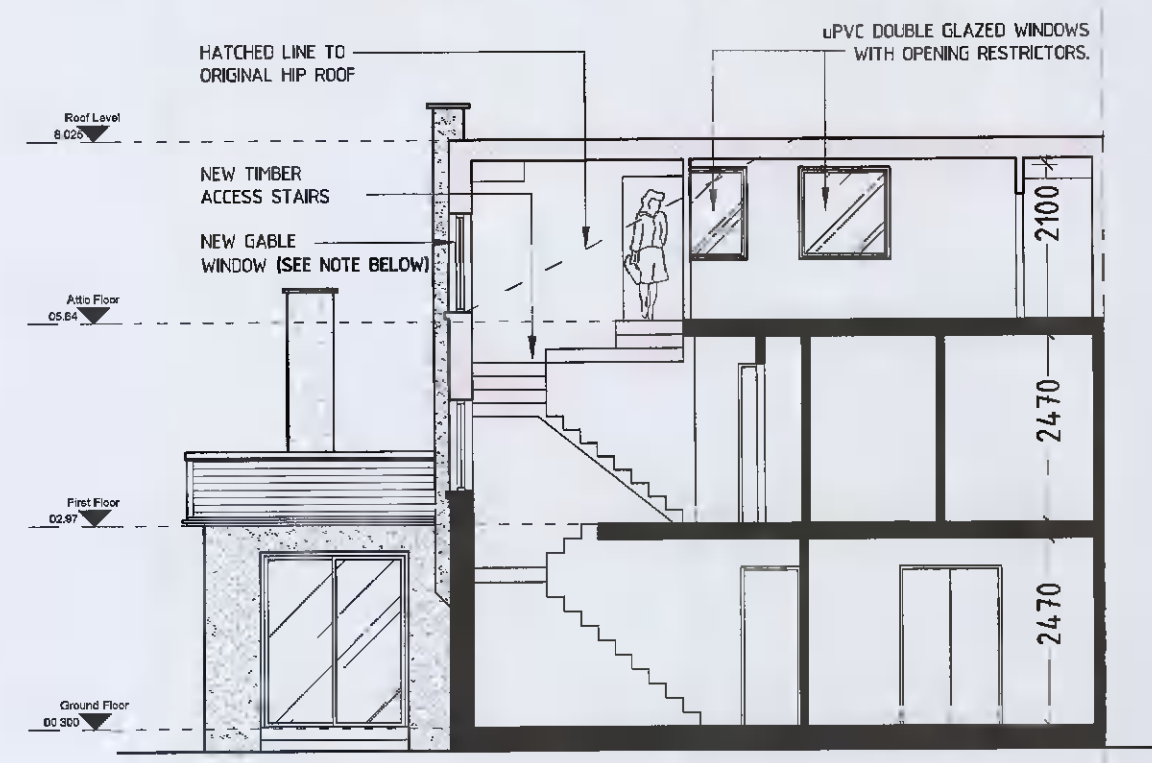 uPVC DOUBLE GLAZED WINDOWS
WITH OPENING RESTRICTORS.
HATCHED LINE TO
ORIGINAL HIP ROOF
Roof Level
8.025
NEW TIMBER
ACCESS STAIRS
2100
NEW GABLE
WINDOW (SEE NOTE BELOW)
Attic Floor
05.64
2470
First Floor
02.97
2470
Ground Floor
00.300